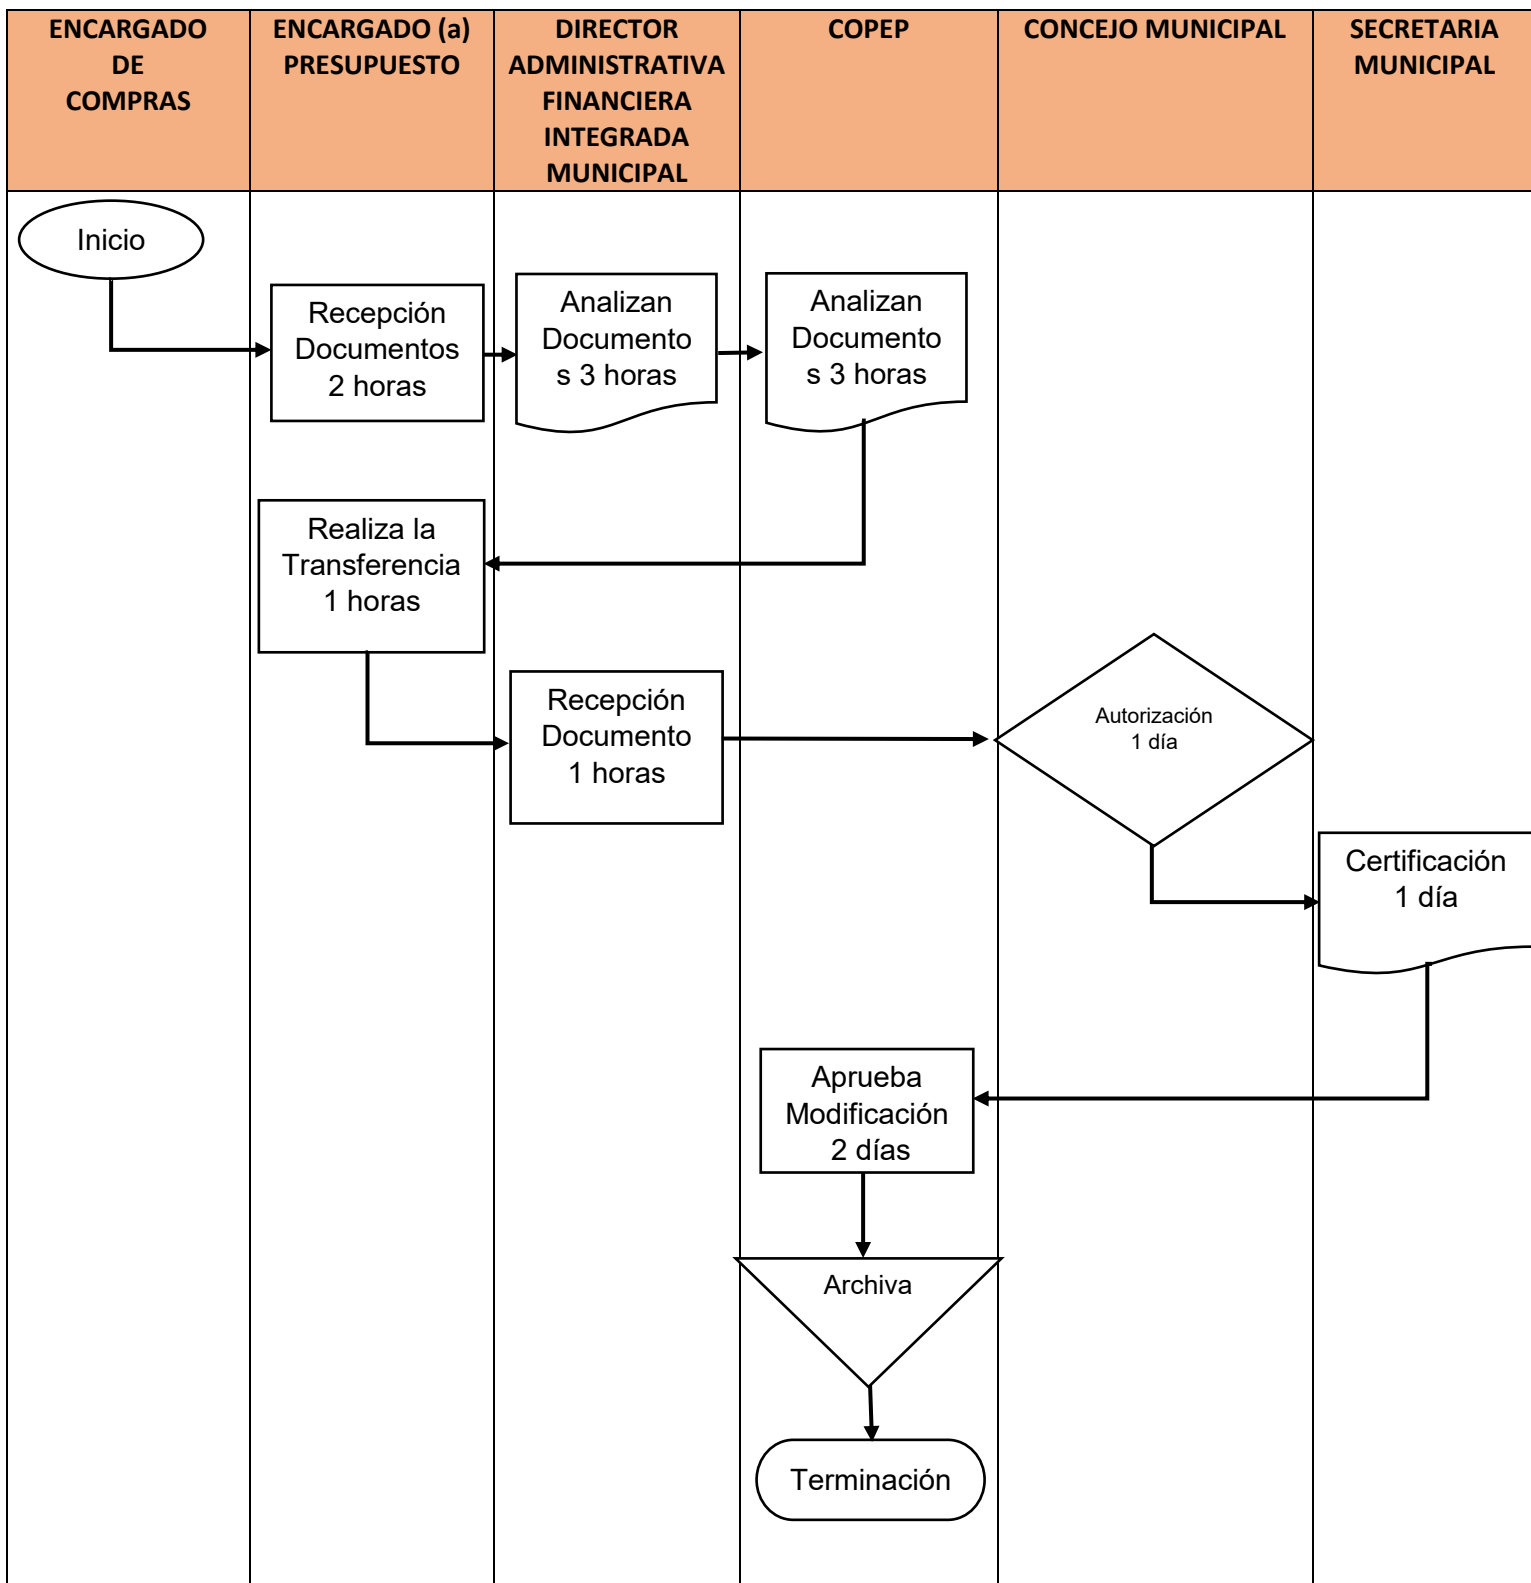 ENCARGADO
DE
COMPRAS
ENCARGADO (a)
PRESUPUESTO
DIRECTOR
ADMINISTRATIVA
FINANCIERA
INTEGRADA
MUNICIPAL
COPEP
CONCEJO MUNICIPAL
SECRETARIA
MUNICIPAL
Inicio
Recepción
Documentos
2 horas
Analizan
Documento
s 3 horas
Analizan
Documento
s 3 horas
Realiza la
Transferencia
1 horas
Recepción
Documento
1 horas
Autorización
1 día
Certificación
1 día
Aprueba
Modificación
2 días
Archiva
Terminación